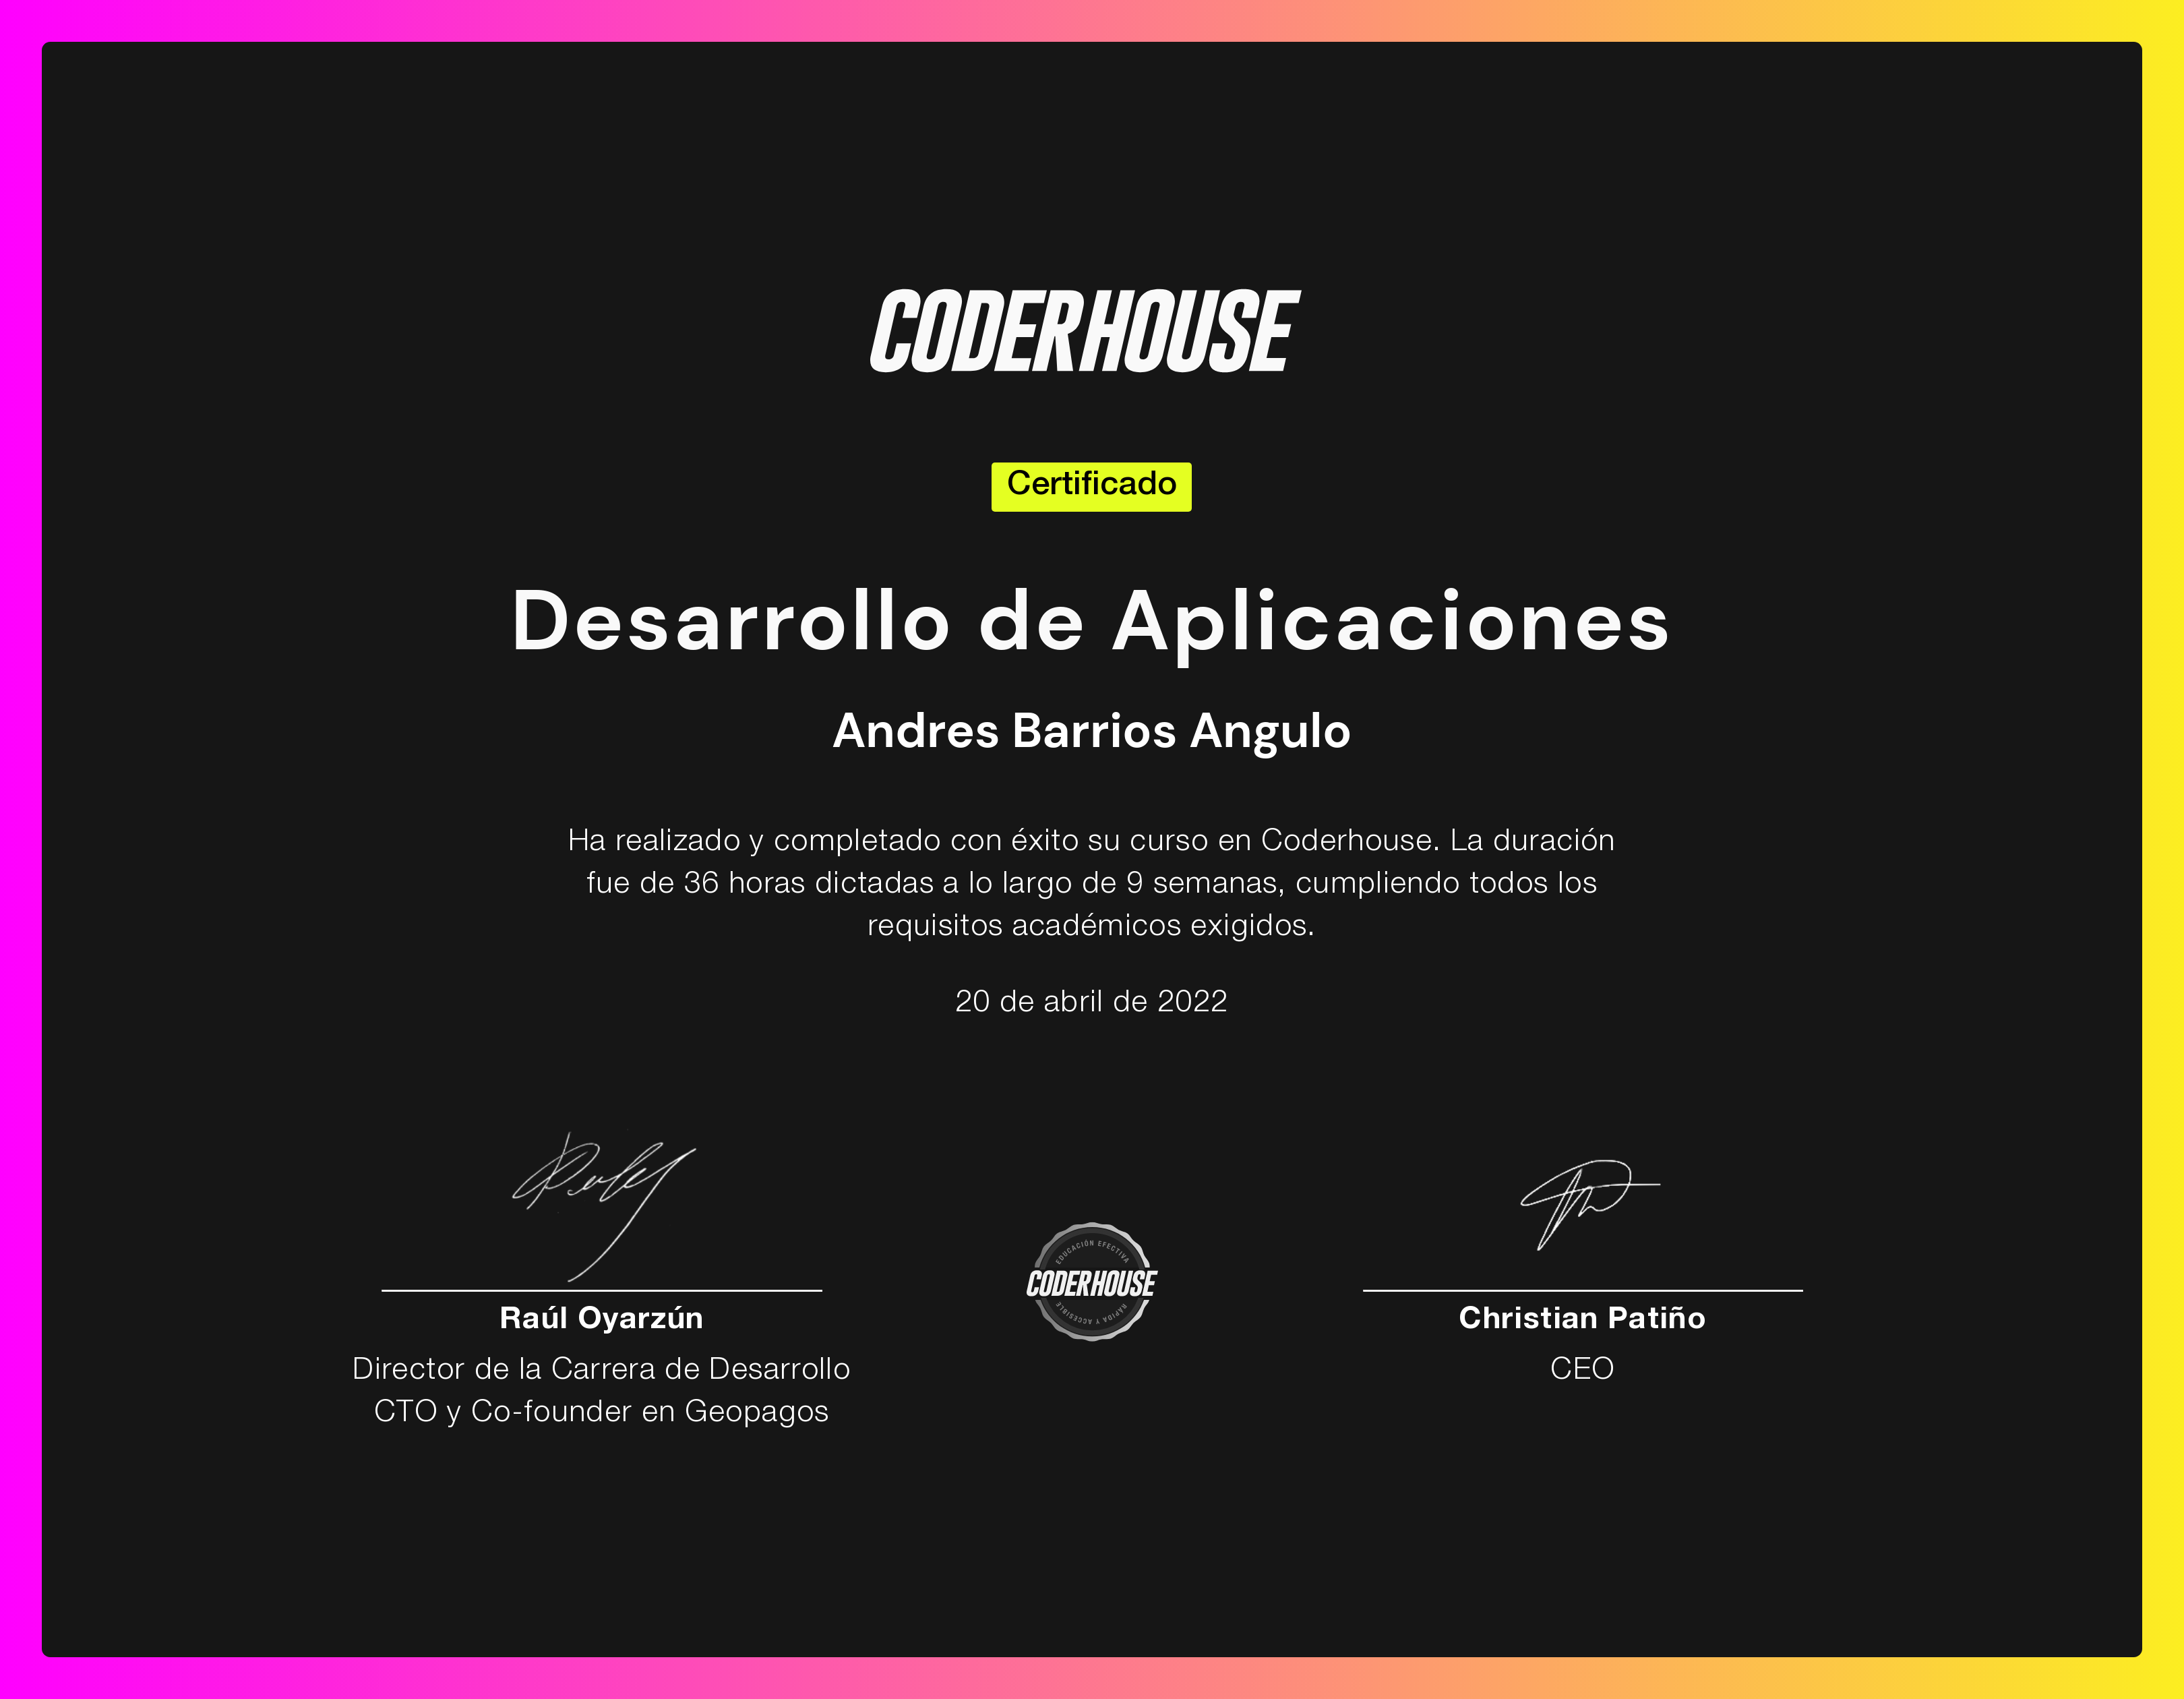 CODERHOUSE
Certificado
Desarrollo de Aplicaciones
Andres Barrios Angulo
Ha realizado y completado con éxito su curso en Coderhouse. La duración
fue de 36 horas dictadas a lo largo de 9 semanas, cumpliendo todos los
requisitos académicos exigidos.
20 de abril de 2022
Raúl Oyarzún
Director de la Carrera de Desarrollo
CTO y Co-founder en Geopagos
EDUCACIÓN EFECTIVA
CODERHOUSE
RÁPIDA Y ACCESIBLE
Christian Patiño
CEO